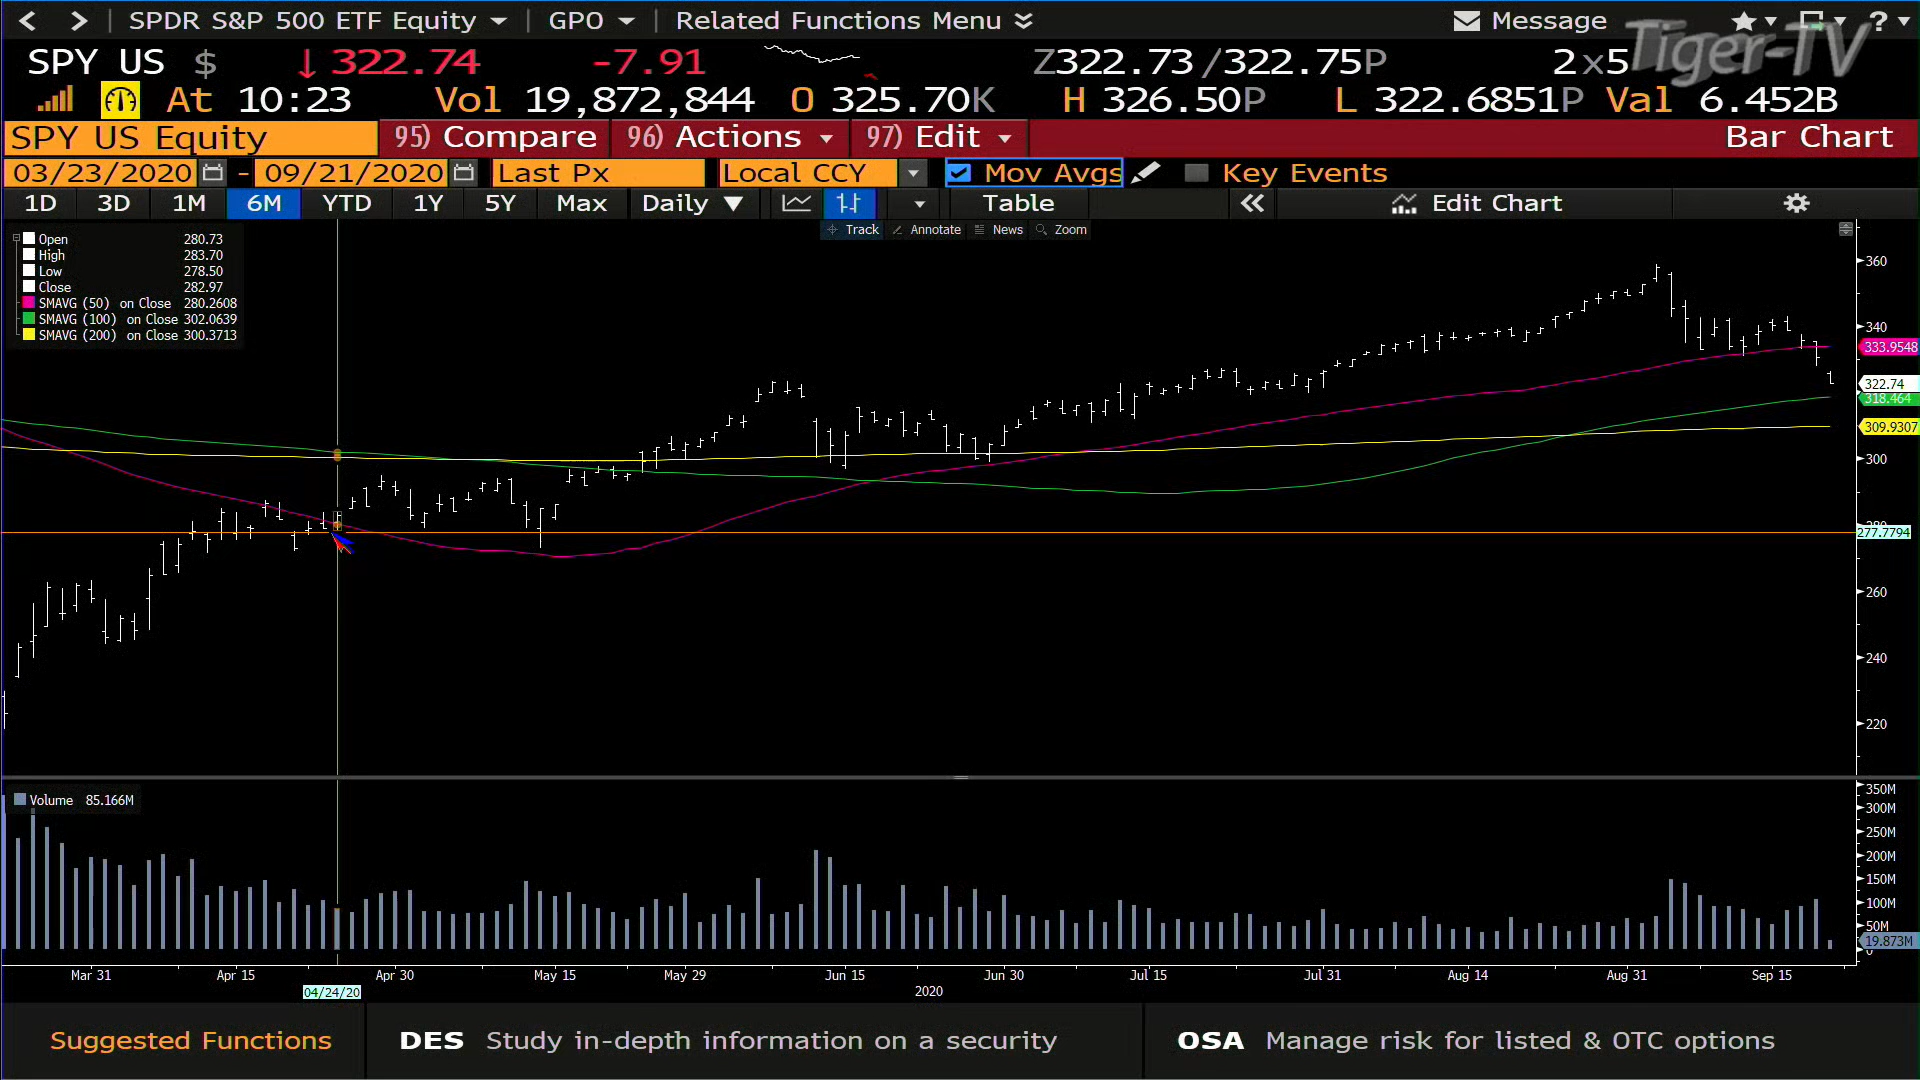 SPDR S&P 500 ETF Equity GPO Related Functions Menu Message ?
Tiger-TV
SPY US $ ↓ 322.74 -7.91 Z322.73 /322.75P 2x5
At 10:23 Vol 19,872,844 O 325.70K H 326.50P L 322.6851P Val 6.452B
SPY US Equity 95) Compare 96) Actions 97) Edit Bar Chart
03/23/2020 - 09/21/2020 Last Px Local CCY Mov Avgs Key Events
1D 3D 1M 6M YTD 1Y 5Y Max Daily ▼ Table « Edit Chart
Track Annotate News Zoom
Open 280.73
High 283.70
Low 278.50
Close 282.97
SMAVG (50) on Close 280.2608
SMAVG (100) on Close 302.0639
SMAVG (200) on Close 300.3713
360
340
333.9548
322.74
318.464
309.9307
300
280
277.7794
260
240
220
Volume 85.166M
350M
300M
250M
200M
150M
100M
50M
19.873M
0
Mar 31 Apr 15 Apr 30 May 15 May 29 Jun 15 Jun 30 Jul 15 Jul 31 Aug 14 Aug 31 Sep 15
04/24/20 2020
Suggested Functions DES Study in-depth information on a security OSA Manage risk for listed & OTC options